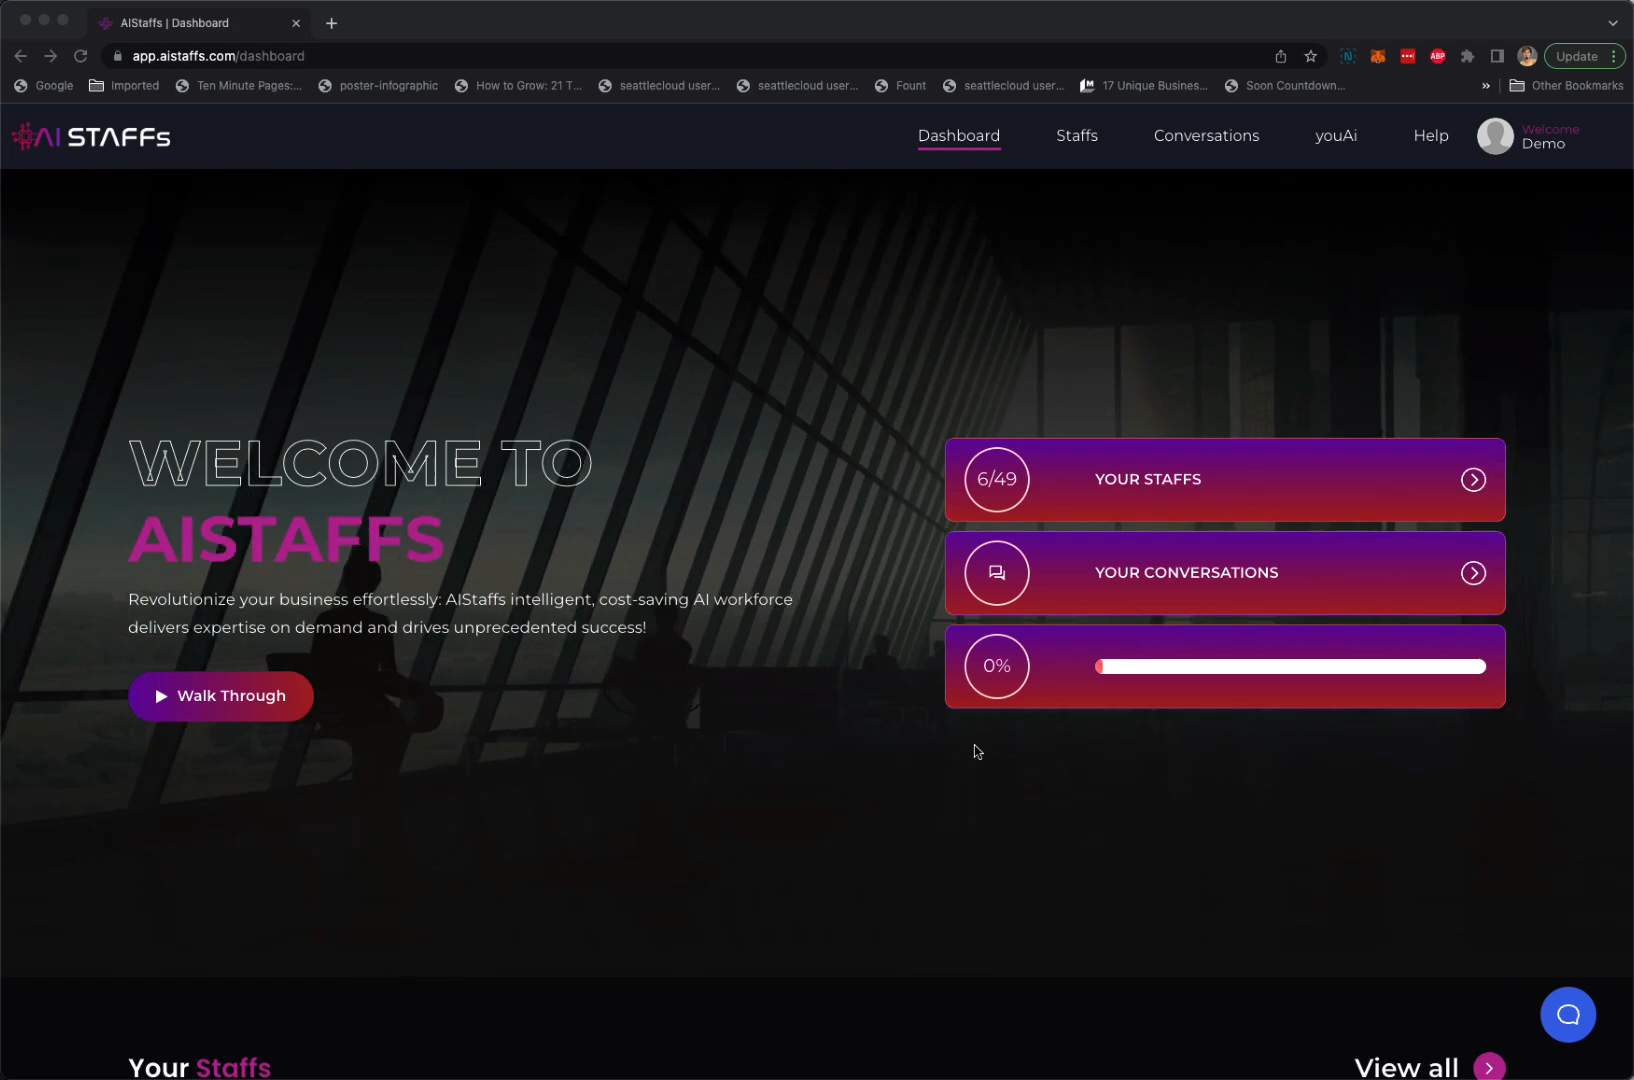 AIStaffs | Dashboard
app.aistaffs.com/dashboard
N
ABP
Update
Google
Imported
Ten Minute Pages:...
poster-infographic
How to Grow: 21 T...
seattlecloud user...
seattlecloud user...
Fount
seattlecloud user...
17 Unique Busines...
Soon Countdown...
»
Other Bookmarks
AI STAFFs
Dashboard
Staffs
Conversations
youAi
Help
Welcome
Demo
WELCOME TO
AISTAFFS
Revolutionize your business effortlessly: AIStaffs intelligent, cost-saving AI workforce
delivers expertise on demand and drives unprecedented success!
Walk Through
6/49
YOUR STAFFS
YOUR CONVERSATIONS
0%
Your Staffs
View all